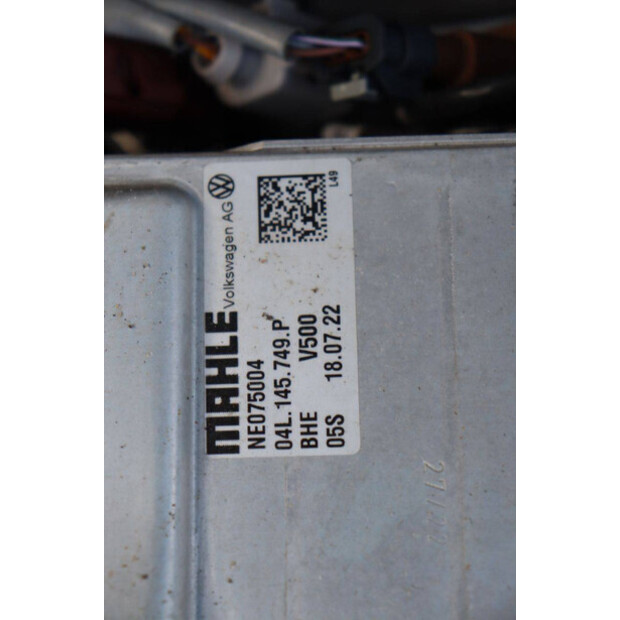 MAHLE Volkswagen AG
NE075004
04L.145.749.P
BHE V500
05S 18.07.22
L49